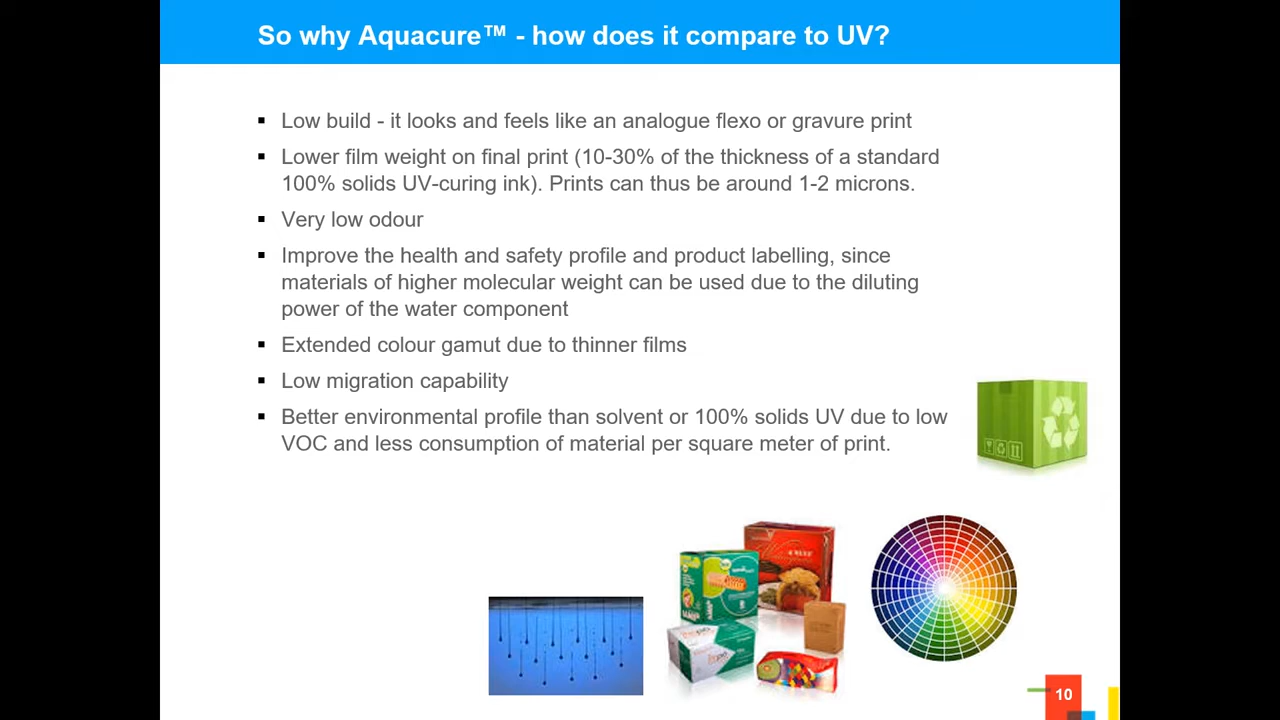 So why Aquacure™ - how does it compare to UV?
▪ Low build - it looks and feels like an analogue flexo or gravure print
▪ Lower film weight on final print (10-30% of the thickness of a standard
100% solids UV-curing ink). Prints can thus be around 1-2 microns.
▪ Very low odour
▪ Improve the health and safety profile and product labelling, since
materials of higher molecular weight can be used due to the diluting
power of the water component
▪ Extended colour gamut due to thinner films
▪ Low migration capability
▪ Better environmental profile than solvent or 100% solids UV due to low
VOC and less consumption of material per square meter of print.
10